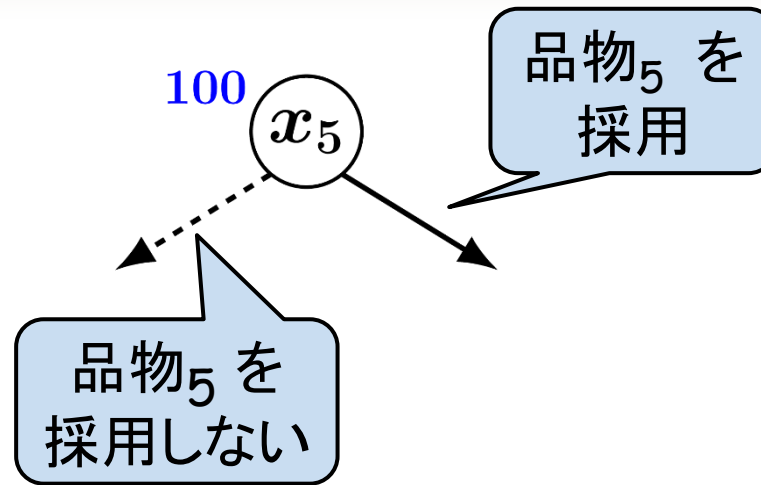 品物₅ を
採用
100
x₅
品物₅ を
採用しない